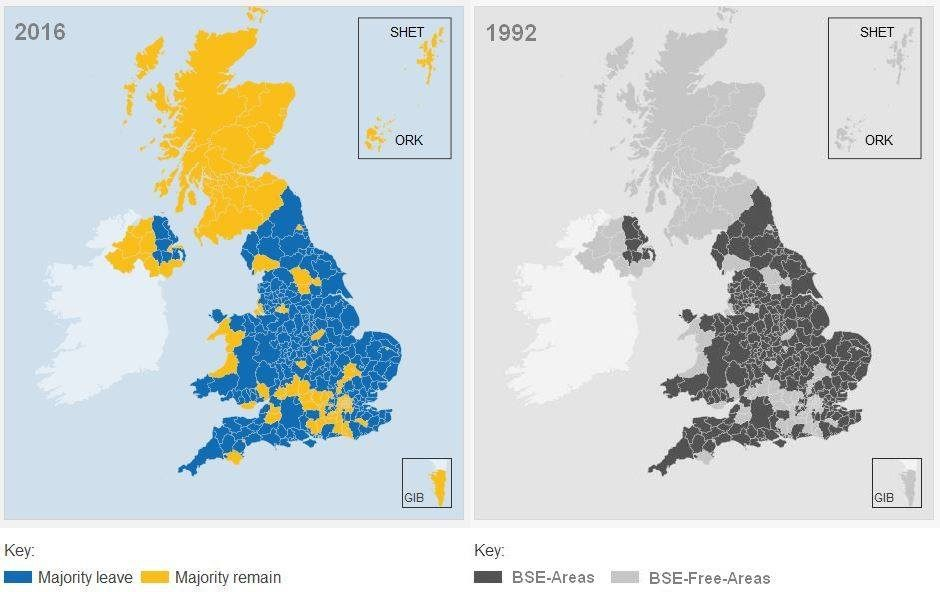 2016
SHET
ORK
GIB
Key:
Majority leave
Majority remain
1992
SHET
ORK
GIB
Key:
BSE-Areas
BSE-Free-Areas